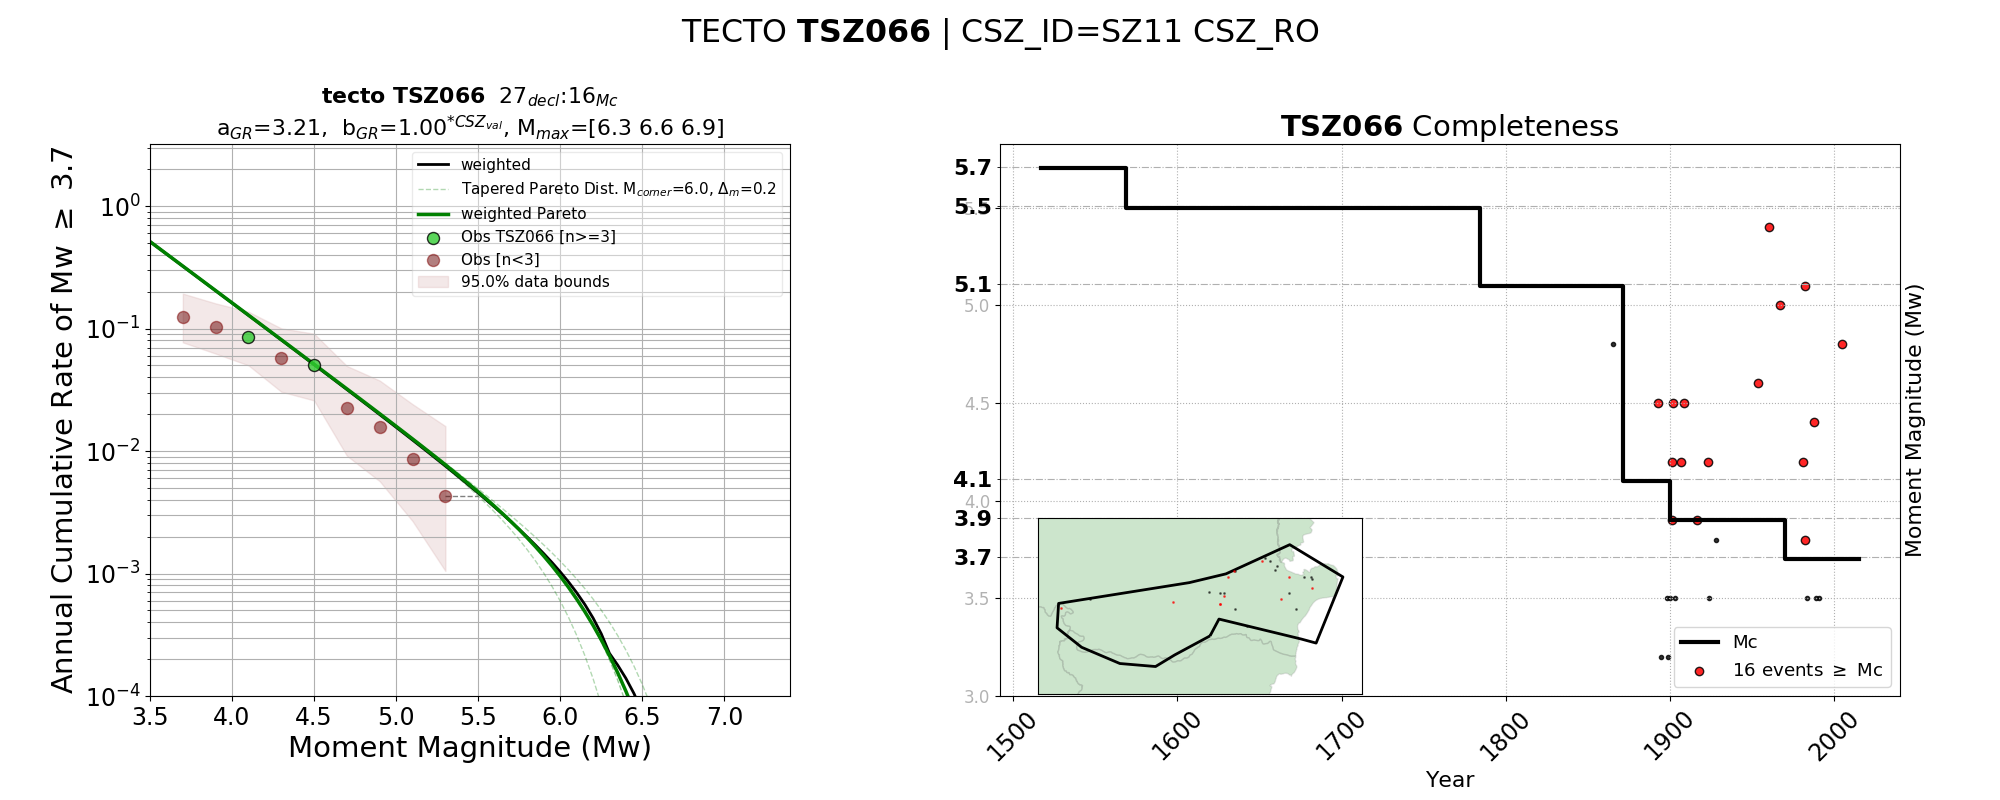 TECTO TSZ066 | CSZ_ID=SZ11 CSZ_RO
tecto TSZ066 27decl:16Mc
aGR=3.21, bGR=1.00*CSZval, Mmax=[6.3 6.6 6.9]
Annual Cumulative Rate of Mw ≥ 3.7
10^0
10^-1
10^-2
10^-3
10^-4
weighted
Tapered Pareto Dist. Mcorner=6.0, Δm=0.2
weighted Pareto
Obs TSZ066 [n>=3]
Obs [n<3]
95.0% data bounds
3.5 4.0 4.5 5.0 5.5 6.0 6.5 7.0
Moment Magnitude (Mw)
TSZ066 Completeness
5.7
5.5
5.1
5.0
4.5
4.1
4.0
3.9
3.7
3.5
3.0
Moment Magnitude (Mw)
Mc
16 events ≥ Mc
1500 1600 1700 1800 1900 2000
Year